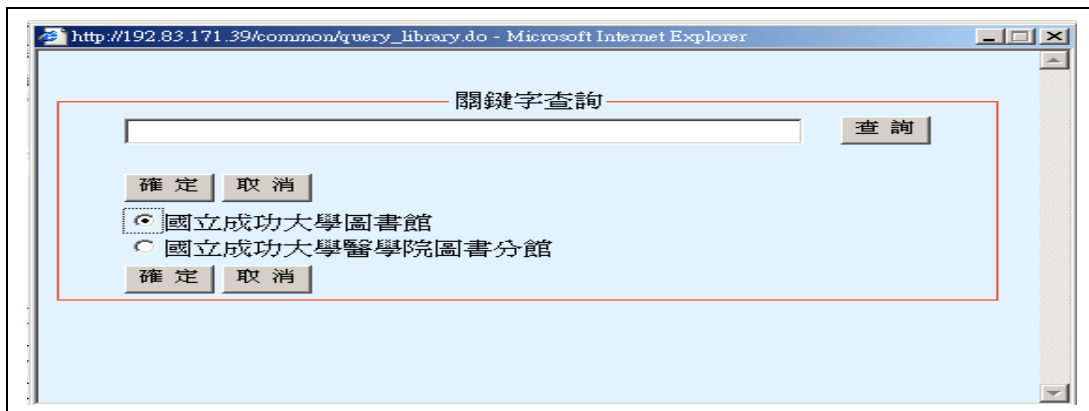 http://192.83.171.39/common/query_library.do - Microsoft Internet Explorer
關鍵字查詢
查 詢
確 定 取 消
國立成功大學圖書館
國立成功大學醫學院圖書分館
確 定 取 消